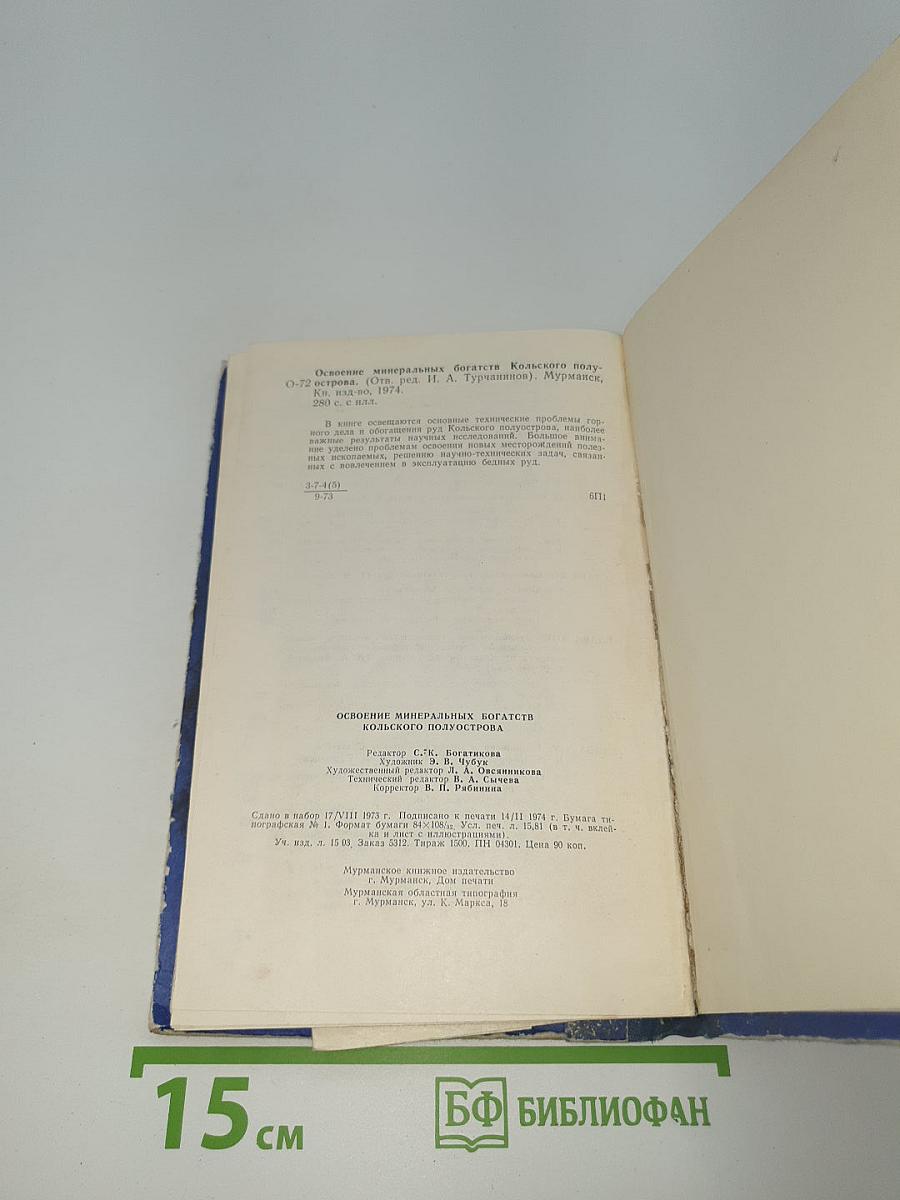 Освоение минеральных богатств Кольского полу-
О-72 острова. (Отв. ред. И. А. Турчанинов). Мурманск,
Кн. изд-во, 1974.
280 с. с илл.
В книге освещаются основные технические проблемы гор-
ного дела и обогащения руд Кольского полуострова, наиболее
важные результаты научных исследований. Большое внима-
ние уделено проблемам освоения новых месторождений полез-
ных ископаемых, решению научно-технических задач, связан-
ных с вовлечением в эксплуатацию бедных руд.
3-7-4(5)
9-73
6П1
ОСВОЕНИЕ МИНЕРАЛЬНЫХ БОГАТСТВ
КОЛЬСКОГО ПОЛУОСТРОВА
Редактор С. К. Богатикова
Художник Э. В. Чубук
Художественный редактор Л. А. Овсянникова
Технический редактор В. А. Сычева
Корректор В. П. Рябинина
Сдано в набор 17/VIII 1973 г. Подписано к печати 14/II 1974 г. Бумага ти-
пографская № 1. Формат бумаги 84×108/32. Усл. печ. л. 15,81 (в т. ч. вклей-
ка и лист с иллюстрациями).
Уч. изд. л. 15 03. Заказ 5312. Тираж 1500. ПН 04301. Цена 90 коп.
Мурманское книжное издательство
г. Мурманск, Дом печати
Мурманская областная типография
г. Мурманск, ул. К. Маркса, 18
15 см
БФ БИБЛИОФАН